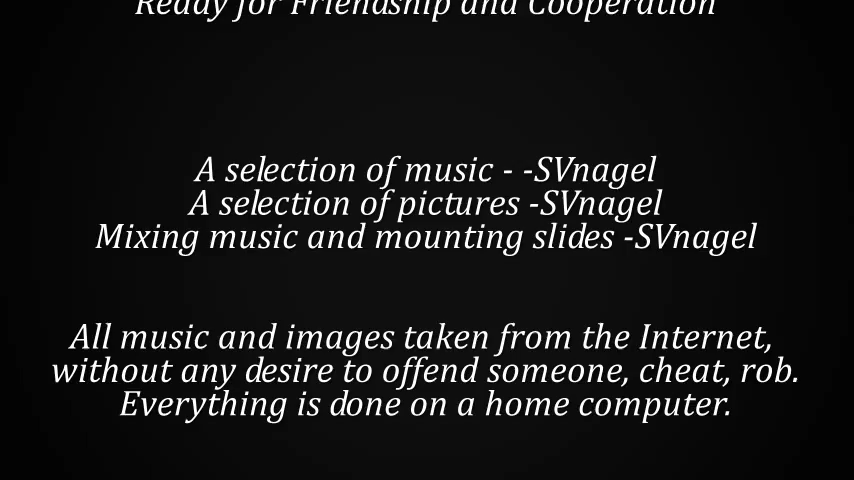 Ready for Friendship and Cooperation
A selection of music - -SVnagel
A selection of pictures -SVnagel
Mixing music and mounting slides -SVnagel
All music and images taken from the Internet,
without any desire to offend someone, cheat, rob.
Everything is done on a home computer.